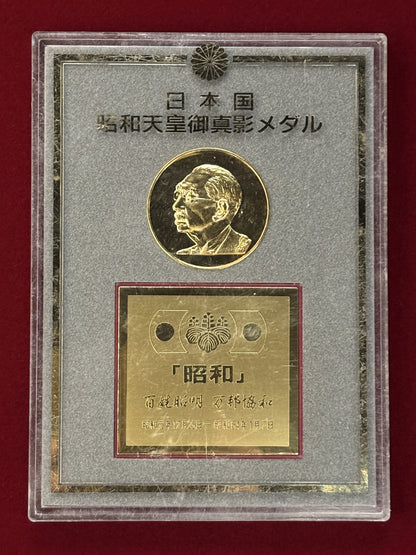 日本国
昭和天皇御真影メダル
「昭和」
百姓昭明 万邦協和